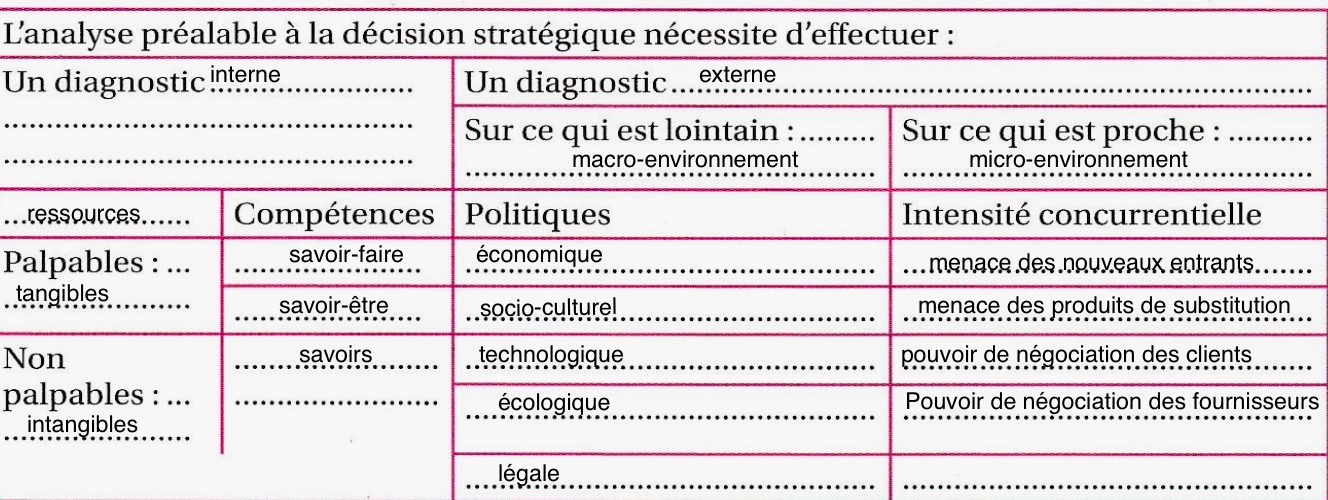 L'analyse préalable à la décision stratégique nécessite d'effectuer :
Un diagnostic interne
Un diagnostic externe
Sur ce qui est lointain :
macro-environnement
Sur ce qui est proche :
micro-environnement
ressources
Compétences
Politiques
Intensité concurrentielle
Palpables :
tangibles
savoir-faire
économique
menace des nouveaux entrants
savoir-être
socio-culturel
menace des produits de substitution
Non
palpables :
intangibles
savoirs
technologique
pouvoir de négociation des clients
écologique
Pouvoir de négociation des fournisseurs
légale